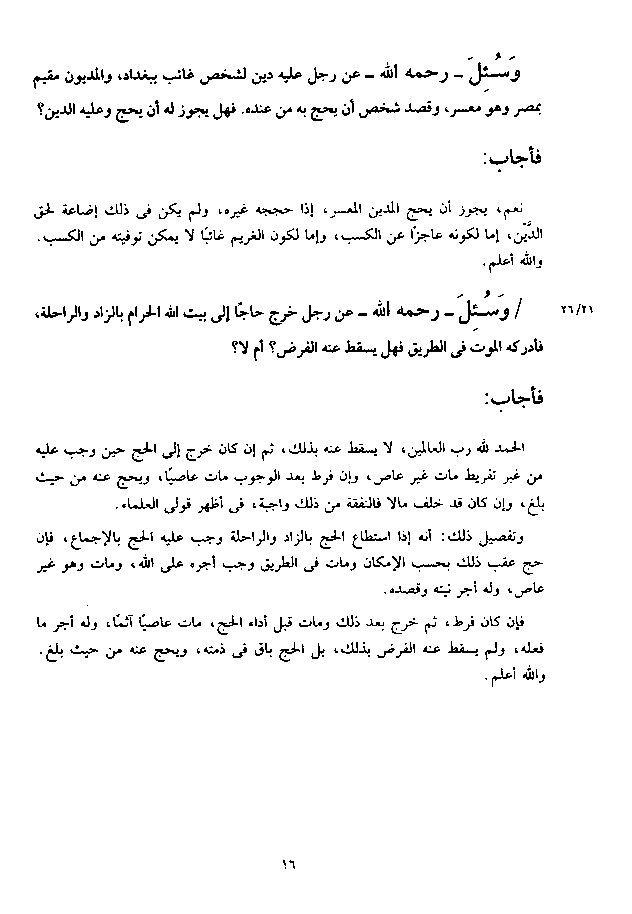 وَسُئِلَ – رحمه الله – عن رجل عليه دين لشخص غائب ببغداد، والمديون مقيم
بمصر وهو معسر، وقصد شخص أن يحج به من عنده. فهل يجوز له أن يحج وعليه الدين؟
فأجاب:
نعم، يجوز أن يحج المدين المعسر، إذا حججه غيره، ولم يكن فى ذلك إضاعة لحق
الدَّيْن، إما لكونه عاجزًا عن الكسب، وإما لكون الغريم غائبًا لا يمكن توفيته من الكسب.
والله أعلم.
/ وَسُئِلَ – رحمه الله – عن رجل خرج حاجًا إلى بيت الله الحرام بالزاد والراحلة، ٢٦/٢١
فأدركه الموت فى الطريق فهل يسقط عنه الفرض؟ أم لا؟
فأجاب:
الحمد لله رب العالمين، لا يسقط عنه بذلك، ثم إن كان خرج إلى الحج حين وجب عليه
من غير تفريط مات غير عاص، وإن فرط بعد الوجوب مات عاصيًا، ويحج عنه من حيث
بلغ، وإن كان قد خلف مالا فالنفقة من ذلك واجبة، فى أظهر قولى العلماء.
وتفصيل ذلك: أنه إذا استطاع الحج بالزاد والراحلة وجب عليه الحج بالإجماع، فإن
حج عقب ذلك بحسب الإمكان ومات فى الطريق وجب أجره على الله، ومات وهو غير
عاص، وله أجر نيته وقصده.
فإن كان فرط، ثم خرج بعد ذلك ومات قبل أداء الحج، مات عاصيًا آثمًا، وله أجر ما
فعله، ولم يسقط عنه الفرض بذلك، بل الحج باق فى ذمته، ويحج عنه من حيث بلغ.
والله أعلم.
١٦